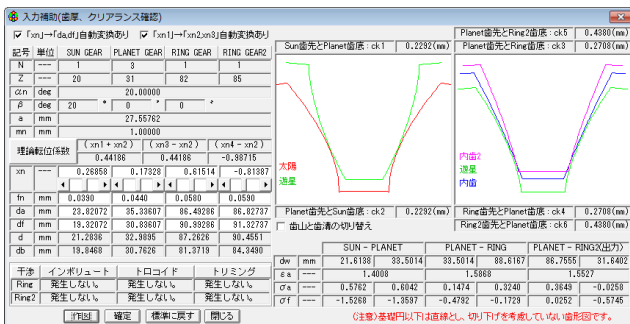 入力補助(歯厚、クリアランス確認)
「xn」→「da,df」自動変換あり 「xn1」→「xn2,xn3」自動変換あり
記号 単位 SUN GEAR PLANET GEAR RING GEAR RING GEAR2
N --- 1 3 1 1
Z --- 20 31 82 85
αn deg 20.00000
β deg 20 ° 0 ' 0 "
a mm 27.55762
mn mm 1.00000
理論転位係数 (xn1 + xn2) (xn3 - xn2) (xn4 - xn2)
0.44186 0.44186 -0.98715
xn --- 0.26858 0.17328 0.61514 -0.81387
fn mm 0.0390 0.0440 0.0580 0.0590
da mm 23.82072 35.33607 86.49286 86.82737
df mm 19.32072 30.83607 90.99286 91.32737
d mm 21.2836 32.9895 87.2626 90.4551
db mm 19.8468 30.7626 81.3719 84.3490
干渉 インボリュート トロコイド トリミング
Ring 発生しない。 発生しない。 発生しない。
Ring2 発生しない。 発生しない。 発生しない。
作図 確定 標準に戻す 閉じる
Sun歯先とPlanet歯底:ck1 0.2292(mm)
太陽
遊星
Planet歯先とSun歯底:ck2 0.2292(mm)
歯山と歯溝の切り替え
Planet歯先とRing2歯底:ck5 0.4380(mm)
Planet歯先とRing歯底:ck3 0.2708(mm)
内歯2
遊星
内歯
Ring歯先とPlanet歯底:ck4 0.2708(mm)
Ring2歯先とPlanet歯底:ck6 0.4380(mm)
SUN - PLANET PLANET - RING PLANET - RING2(出力)
dw mm 21.6138 33.5014 33.5014 88.6167 86.7555 31.6402
εa 1.4008 1.5868 1.5527
σa 0.5762 0.6042 0.1474 0.3240 0.3649 -0.0258
σf -1.5268 -1.3597 -0.4792 -0.1729 0.0252 -0.5745
(注意)基礎円以下は直線とし、切り下げを考慮していない歯形図です。